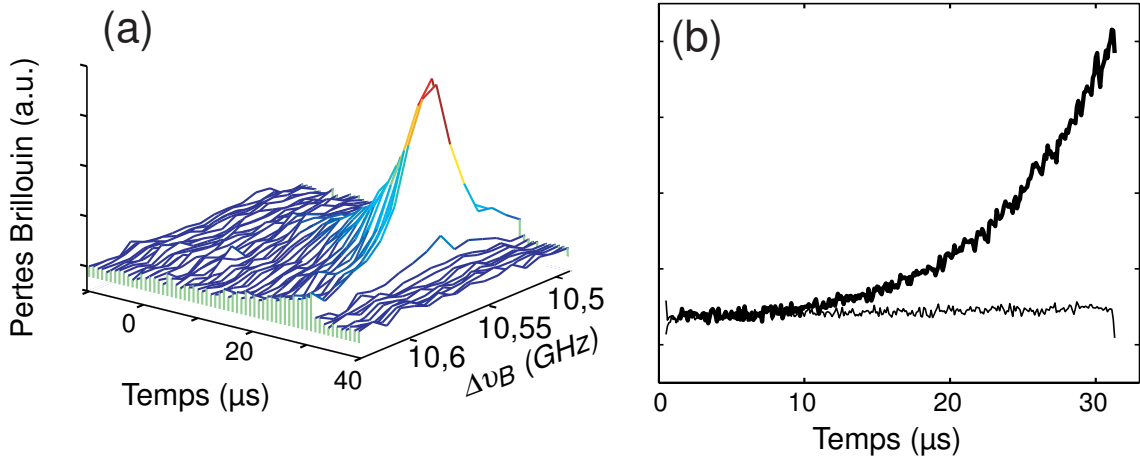 (a)
Pertes Brillouin (a.u.)
0
20
40
Temps (μs)
10,6
10,55
10,5
ΔνB (GHz)
(b)
0
10
20
30
Temps (μs)